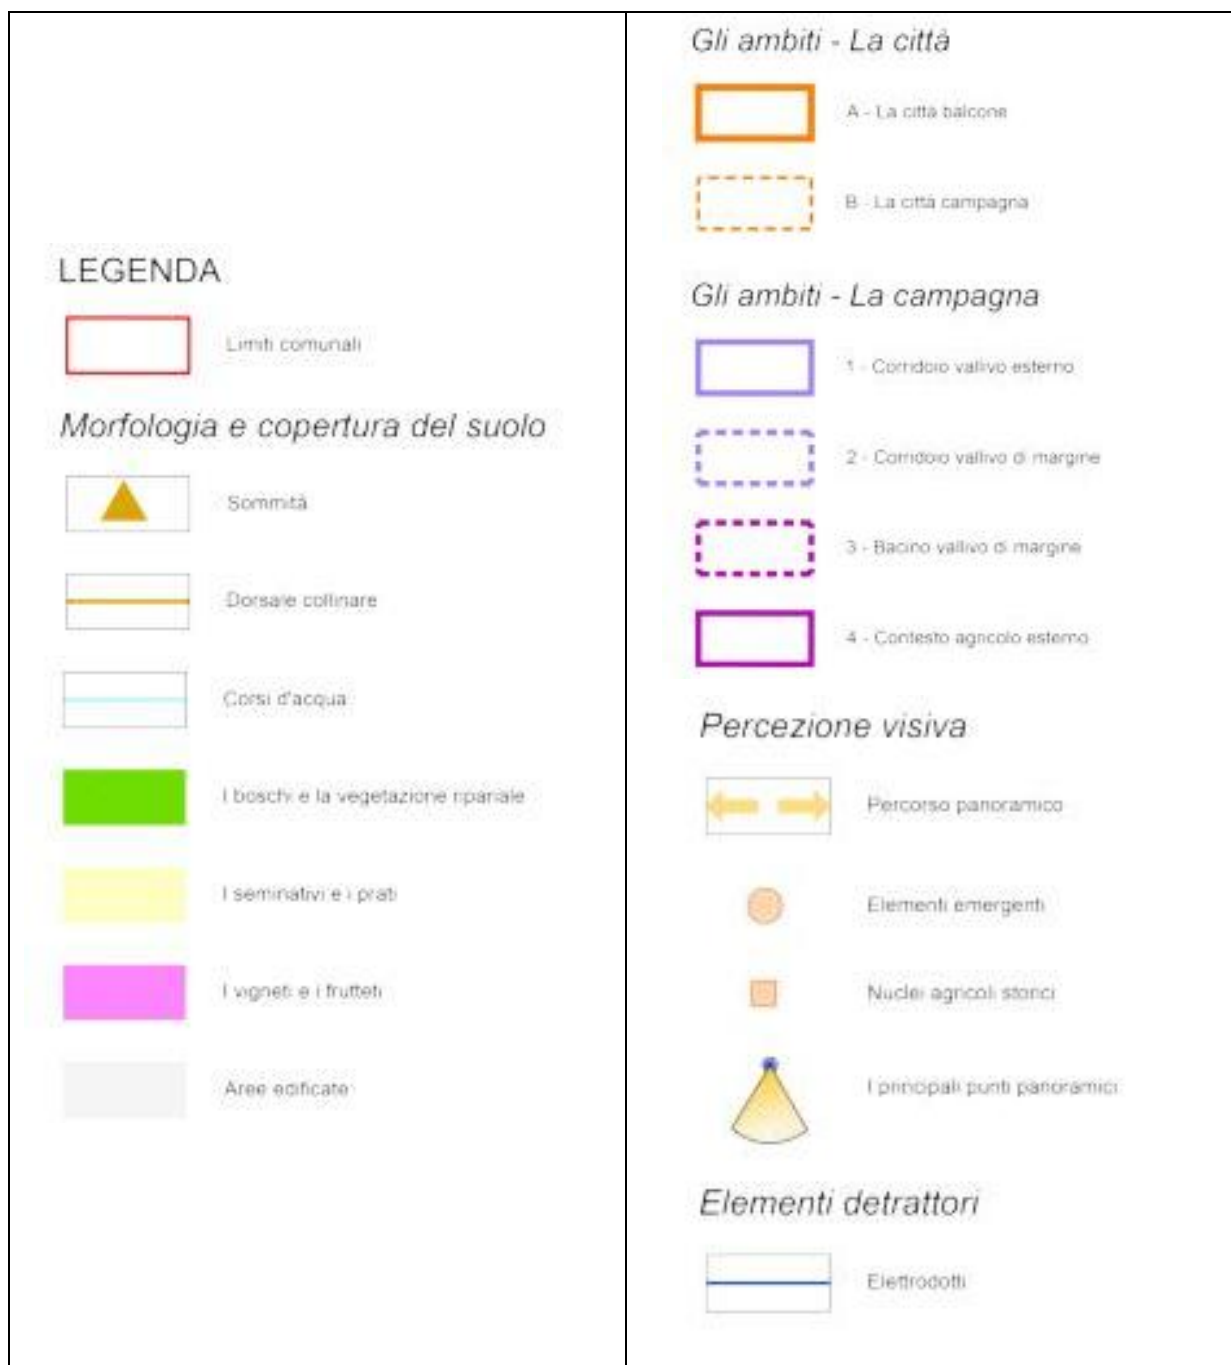 LEGENDA
Limiti comunali
Morfologia e copertura del suolo
Sommità
Dorsale collinare
Corsi d'acqua
I boschi e la vegetazione ripariale
I seminativi e i prati
I vigneti e i frutteti
Aree edificate
Gli ambiti - La città
A - La città balcone
B - La città campagna
Gli ambiti - La campagna
1 - Corridoio vallivo esterno
2 - Corridoio vallivo di margine
3 - Bacino vallivo di margine
4 - Contesto agricolo esterno
Percezione visiva
Percorso panoramico
Elementi emergenti
Nuclei agricoli storici
I principali punti panoramici
Elementi detrattori
Elettrodotti